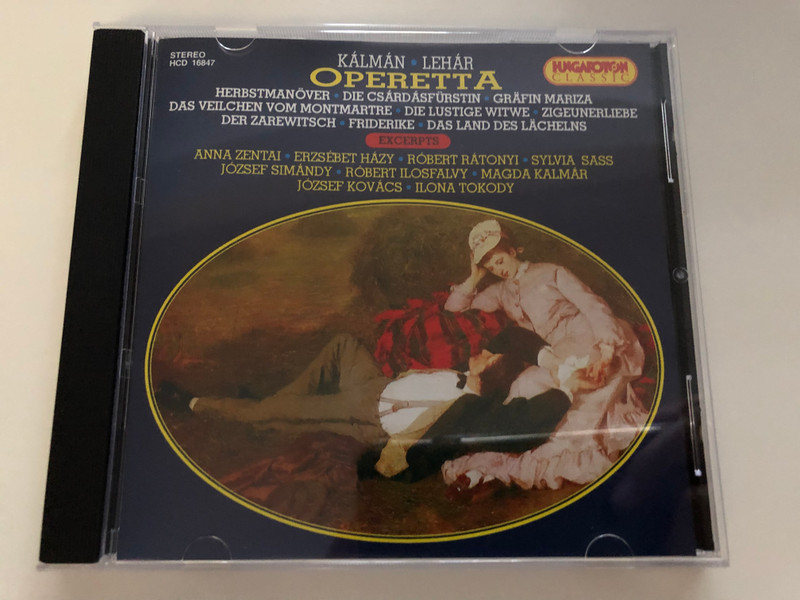 STEREO
HCD 16847
KÁLMÁN • LEHÁR
OPERETTA
HUNGAROTON
CLASSIC
HERBSTMANÖVER • DIE CSÁRDÁSFÜRSTIN • GRÄFIN MARIZA
DAS VEILCHEN VOM MONTMARTRE • DIE LUSTIGE WITWE • ZIGEUNERLIEBE
DER ZAREWITSCH • FRIDERIKE • DAS LAND DES LÄCHELNS
EXCERPTS
ANNA ZENTAI • ERZSÉBET HÁZY • RÓBERT RÁTONYI • SYLVIA SASS
JÓZSEF SIMÁNDY • RÓBERT ILOSFALVY • MAGDA KALMÁR
JÓZSEF KOVÁCS • ILONA TOKODY